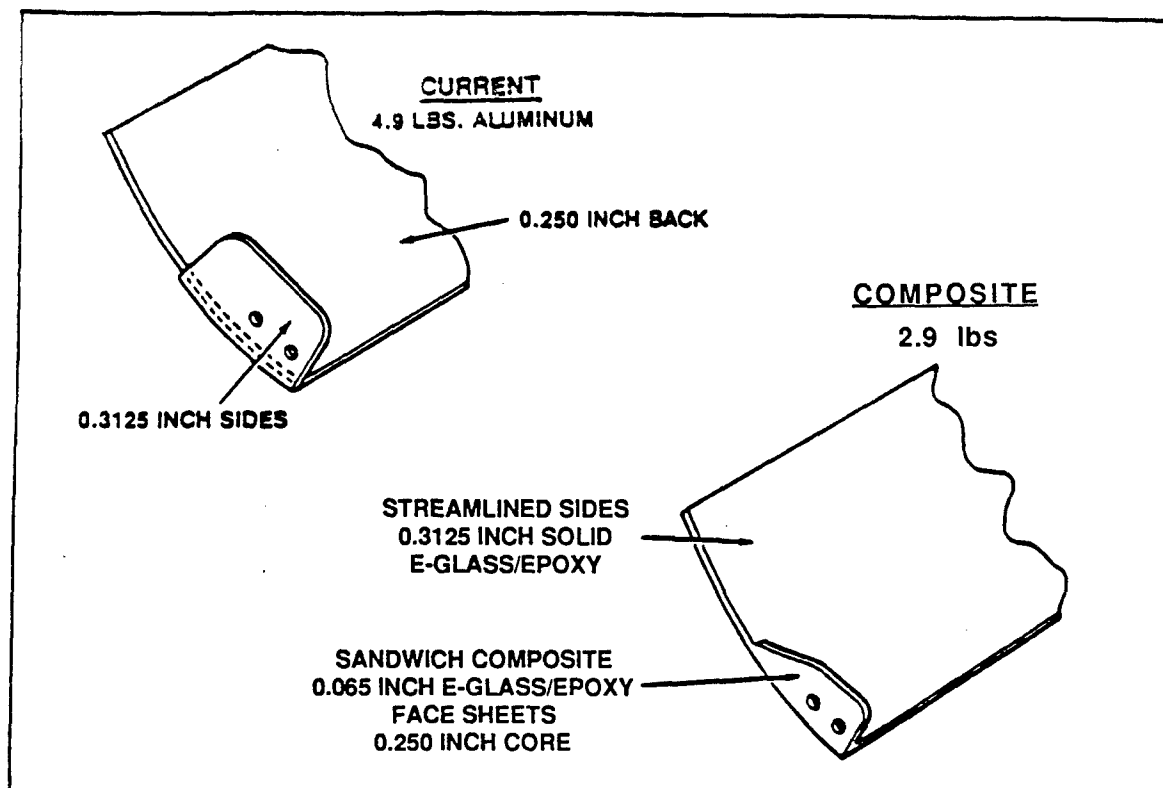 CURRENT
4.9 LBS. ALUMINUM
0.250 INCH BACK
0.3125 INCH SIDES
COMPOSITE
2.9 lbs
STREAMLINED SIDES
0.3125 INCH SOLID
E-GLASS/EPOXY
SANDWICH COMPOSITE
0.065 INCH E-GLASS/EPOXY
FACE SHEETS
0.250 INCH CORE